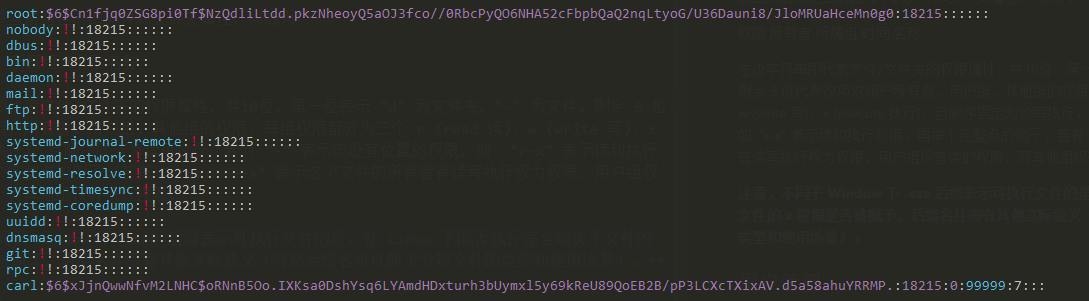 root:$6$Cn1fjq0ZSG8pi0Tf$NzQdliLtdd.pkzNheoyQ5aOJ3fco//0RbcPyQO6NHA52cFbpbQaQ2nqLtyoG/U36Dauni8/JloMRUaHceMn0g0:18215::::::
nobody:!!:18215::::::
dbus:!!:18215::::::
bin:!!:18215::::::
daemon:!!:18215::::::
mail:!!:18215::::::
ftp:!!:18215::::::
http:!!:18215::::::
systemd-journal-remote:!!:18215::::::
systemd-network:!!:18215::::::
systemd-resolve:!!:18215::::::
systemd-timesync:!!:18215::::::
systemd-coredump:!!:18215::::::
uuidd:!!:18215::::::
dnsmasq:!!:18215::::::
git:!!:18215::::::
rpc:!!:18215::::::
carl:$6$xJjnQwwNfvM2LNHC$oRNnB5Oo.IXKsa0DshYsq6LYAmdHDxturh3bUymxl5y69kReU89QoEB2B/pP3LCXcTXixAV.d5a58ahuYRRMP.:18215:0:99999:7:::